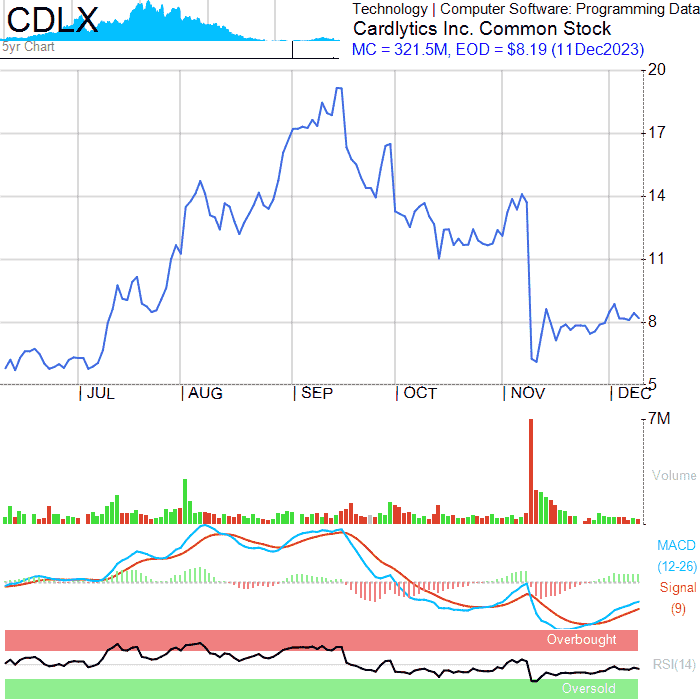 CDLX
5yr Chart
Technology | Computer Software: Programming Data
Cardlytics Inc. Common Stock
MC = 321.5M, EOD = $8.19 (11Dec2023)
20
17
14
11
8
5
JUL
AUG
SEP
OCT
NOV
DEC
7M
Volume
MACD
(12-26)
Signal
(9)
Overbought
RSI(14)
Oversold